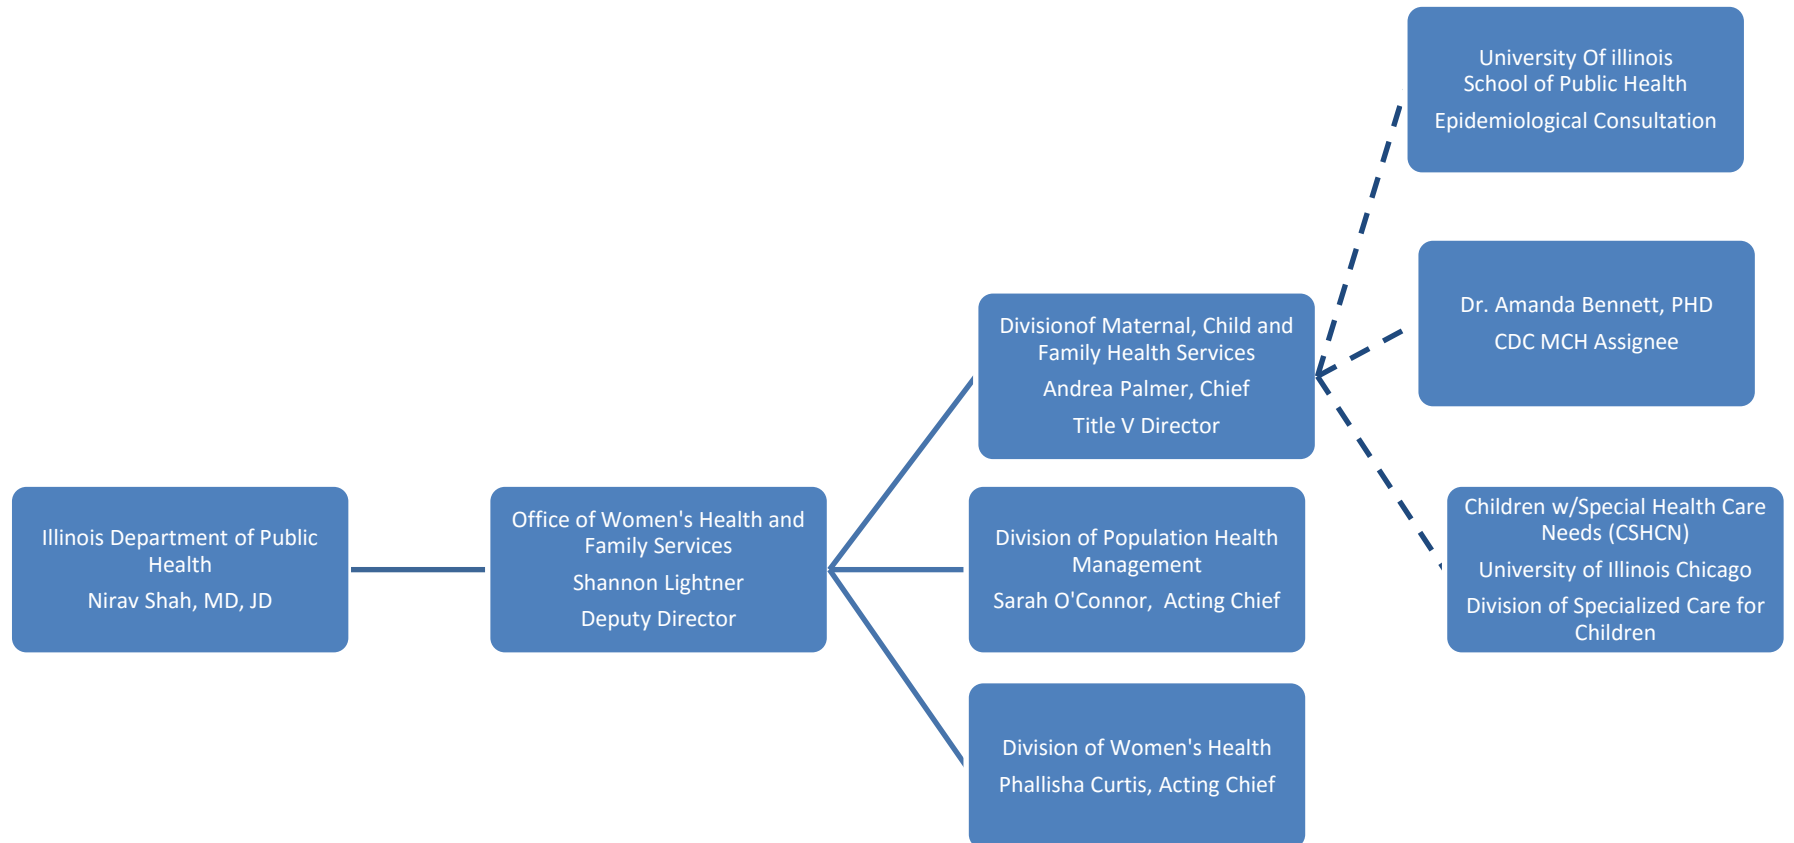 Illinois Department of Public
Health
Nirav Shah, MD, JD
Office of Women's Health and
Family Services
Shannon Lightner
Deputy Director
Divisionof Maternal, Child and
Family Health Services
Andrea Palmer, Chief
Title V Director
Division of Population Health
Management
Sarah O'Connor,  Acting Chief
Division of Women's Health
Phallisha Curtis, Acting Chief
University Of illinois
School of Public Health
Epidemiological Consultation
Dr. Amanda Bennett, PHD
CDC MCH Assignee
Children w/Special Health Care
Needs (CSHCN)
University of Illinois Chicago
Division of Specialized Care for
Children